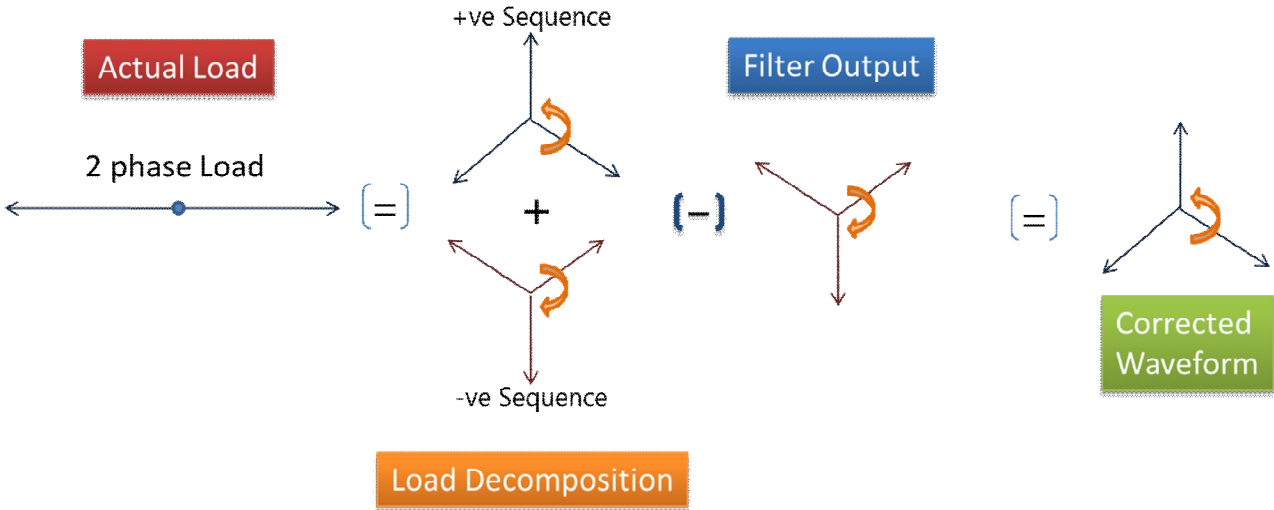 +ve Sequence
Actual Load
Filter Output
2 phase Load
(=)
+
(-)
(=)
-ve Sequence
Corrected
Waveform
Load Decomposition